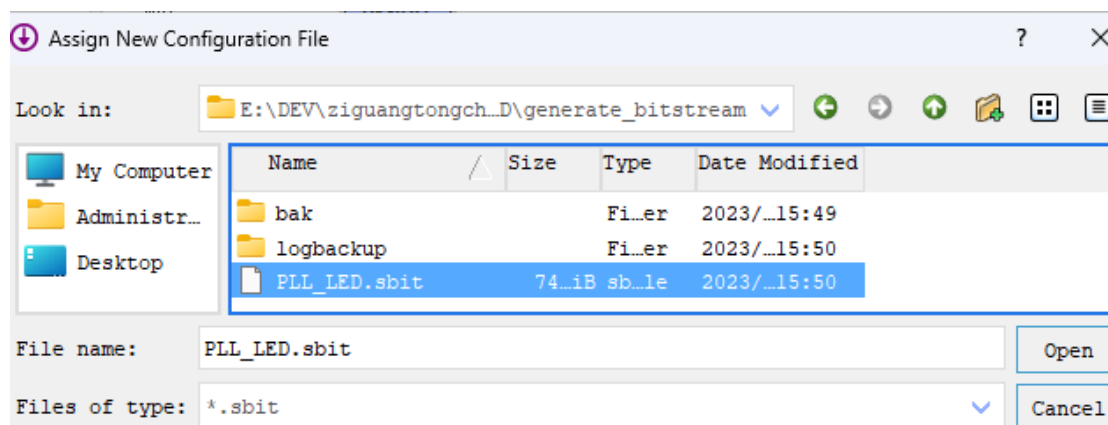 Assign New Configuration File ?
Look in: E:\DEV\ziguangtongch…D\generate_bitstream
My Computer
Administr…
Desktop
Name Size Type Date Modified
bak Fi…er 2023/…15:49
logbackup Fi…er 2023/…15:50
PLL_LED.sbit 74…iB sb…le 2023/…15:50
File name: PLL_LED.sbit Open
Files of type: *.sbit Cancel